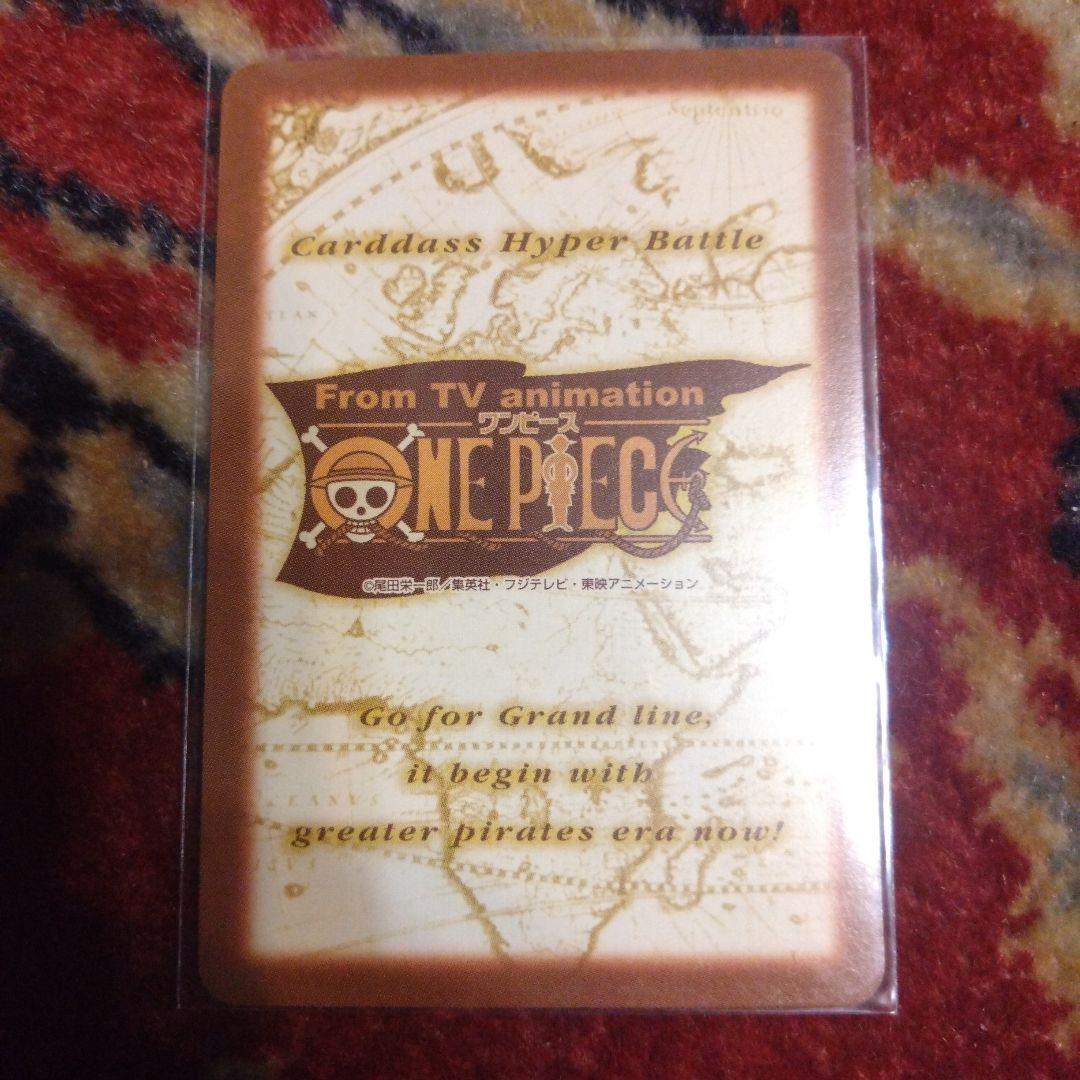 Septentrio
Carddass Hyper Battle
From TV animation
ワンピース
ONE PIECE
©尾田栄一郎／集英社・フジテレビ・東映アニメーション
Go for Grand line,
it begin with
greater pirates era now!